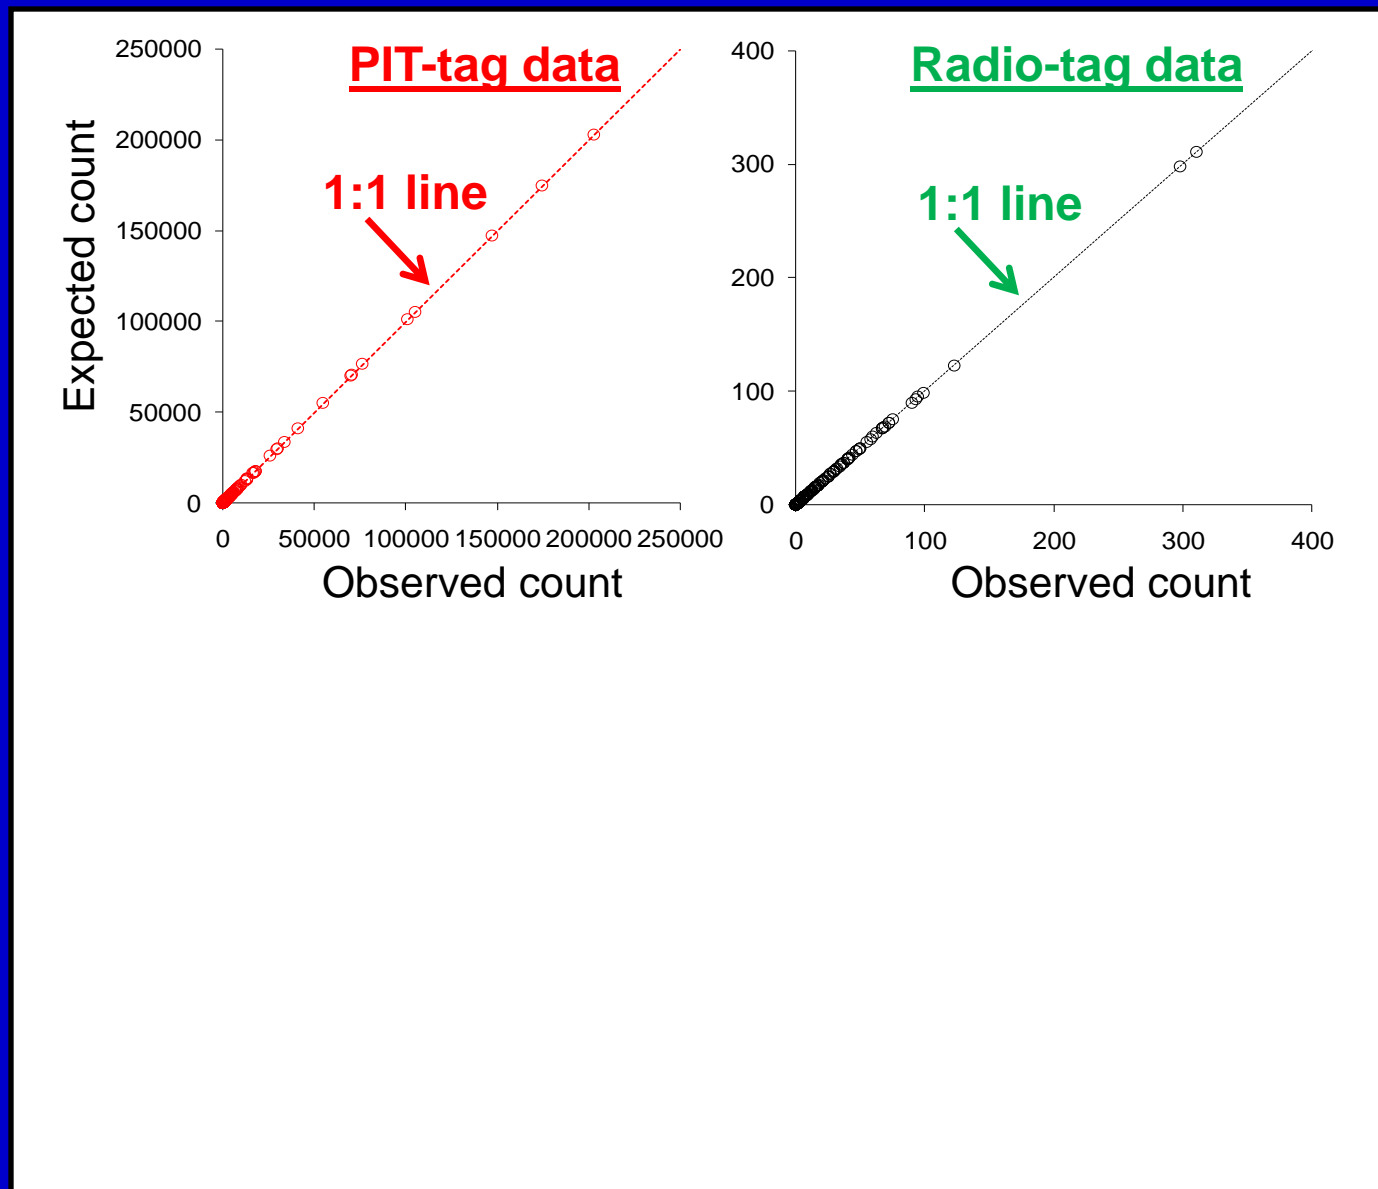 PIT-tag data
1:1 line
Expected count
250000
200000
150000
100000
50000
0
0 50000 100000 150000 200000 250000
Observed count
Radio-tag data
1:1 line
400
300
200
100
0
0 100 200 300 400
Observed count